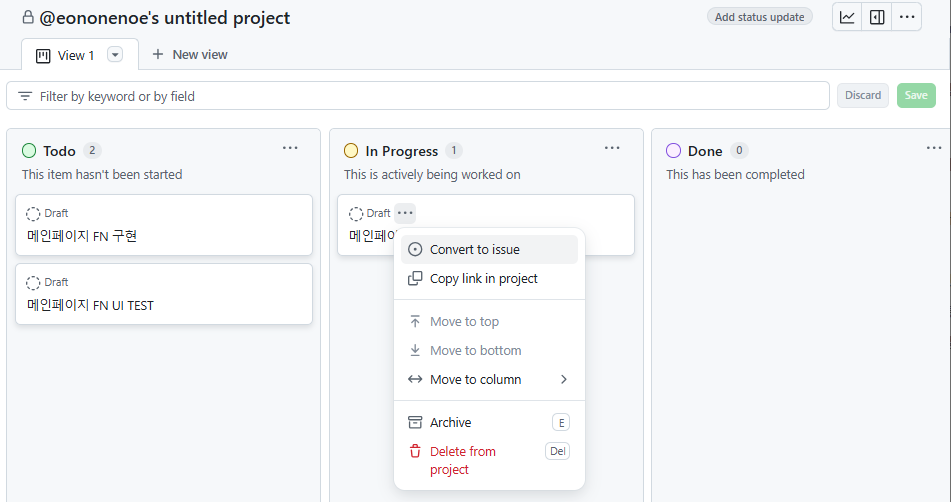 @eononenoe's untitled project
Add status update
View 1
New view
Filter by keyword or by field
Discard
Save
Todo 2
This item hasn't been started
Draft
메인페이지 FN 구현
Draft
메인페이지 FN UI TEST
In Progress 1
This is actively being worked on
Draft
메인페이
Convert to issue
Copy link in project
Move to top
Move to bottom
Move to column
Archive E
Delete from Del
project
Done 0
This has been completed